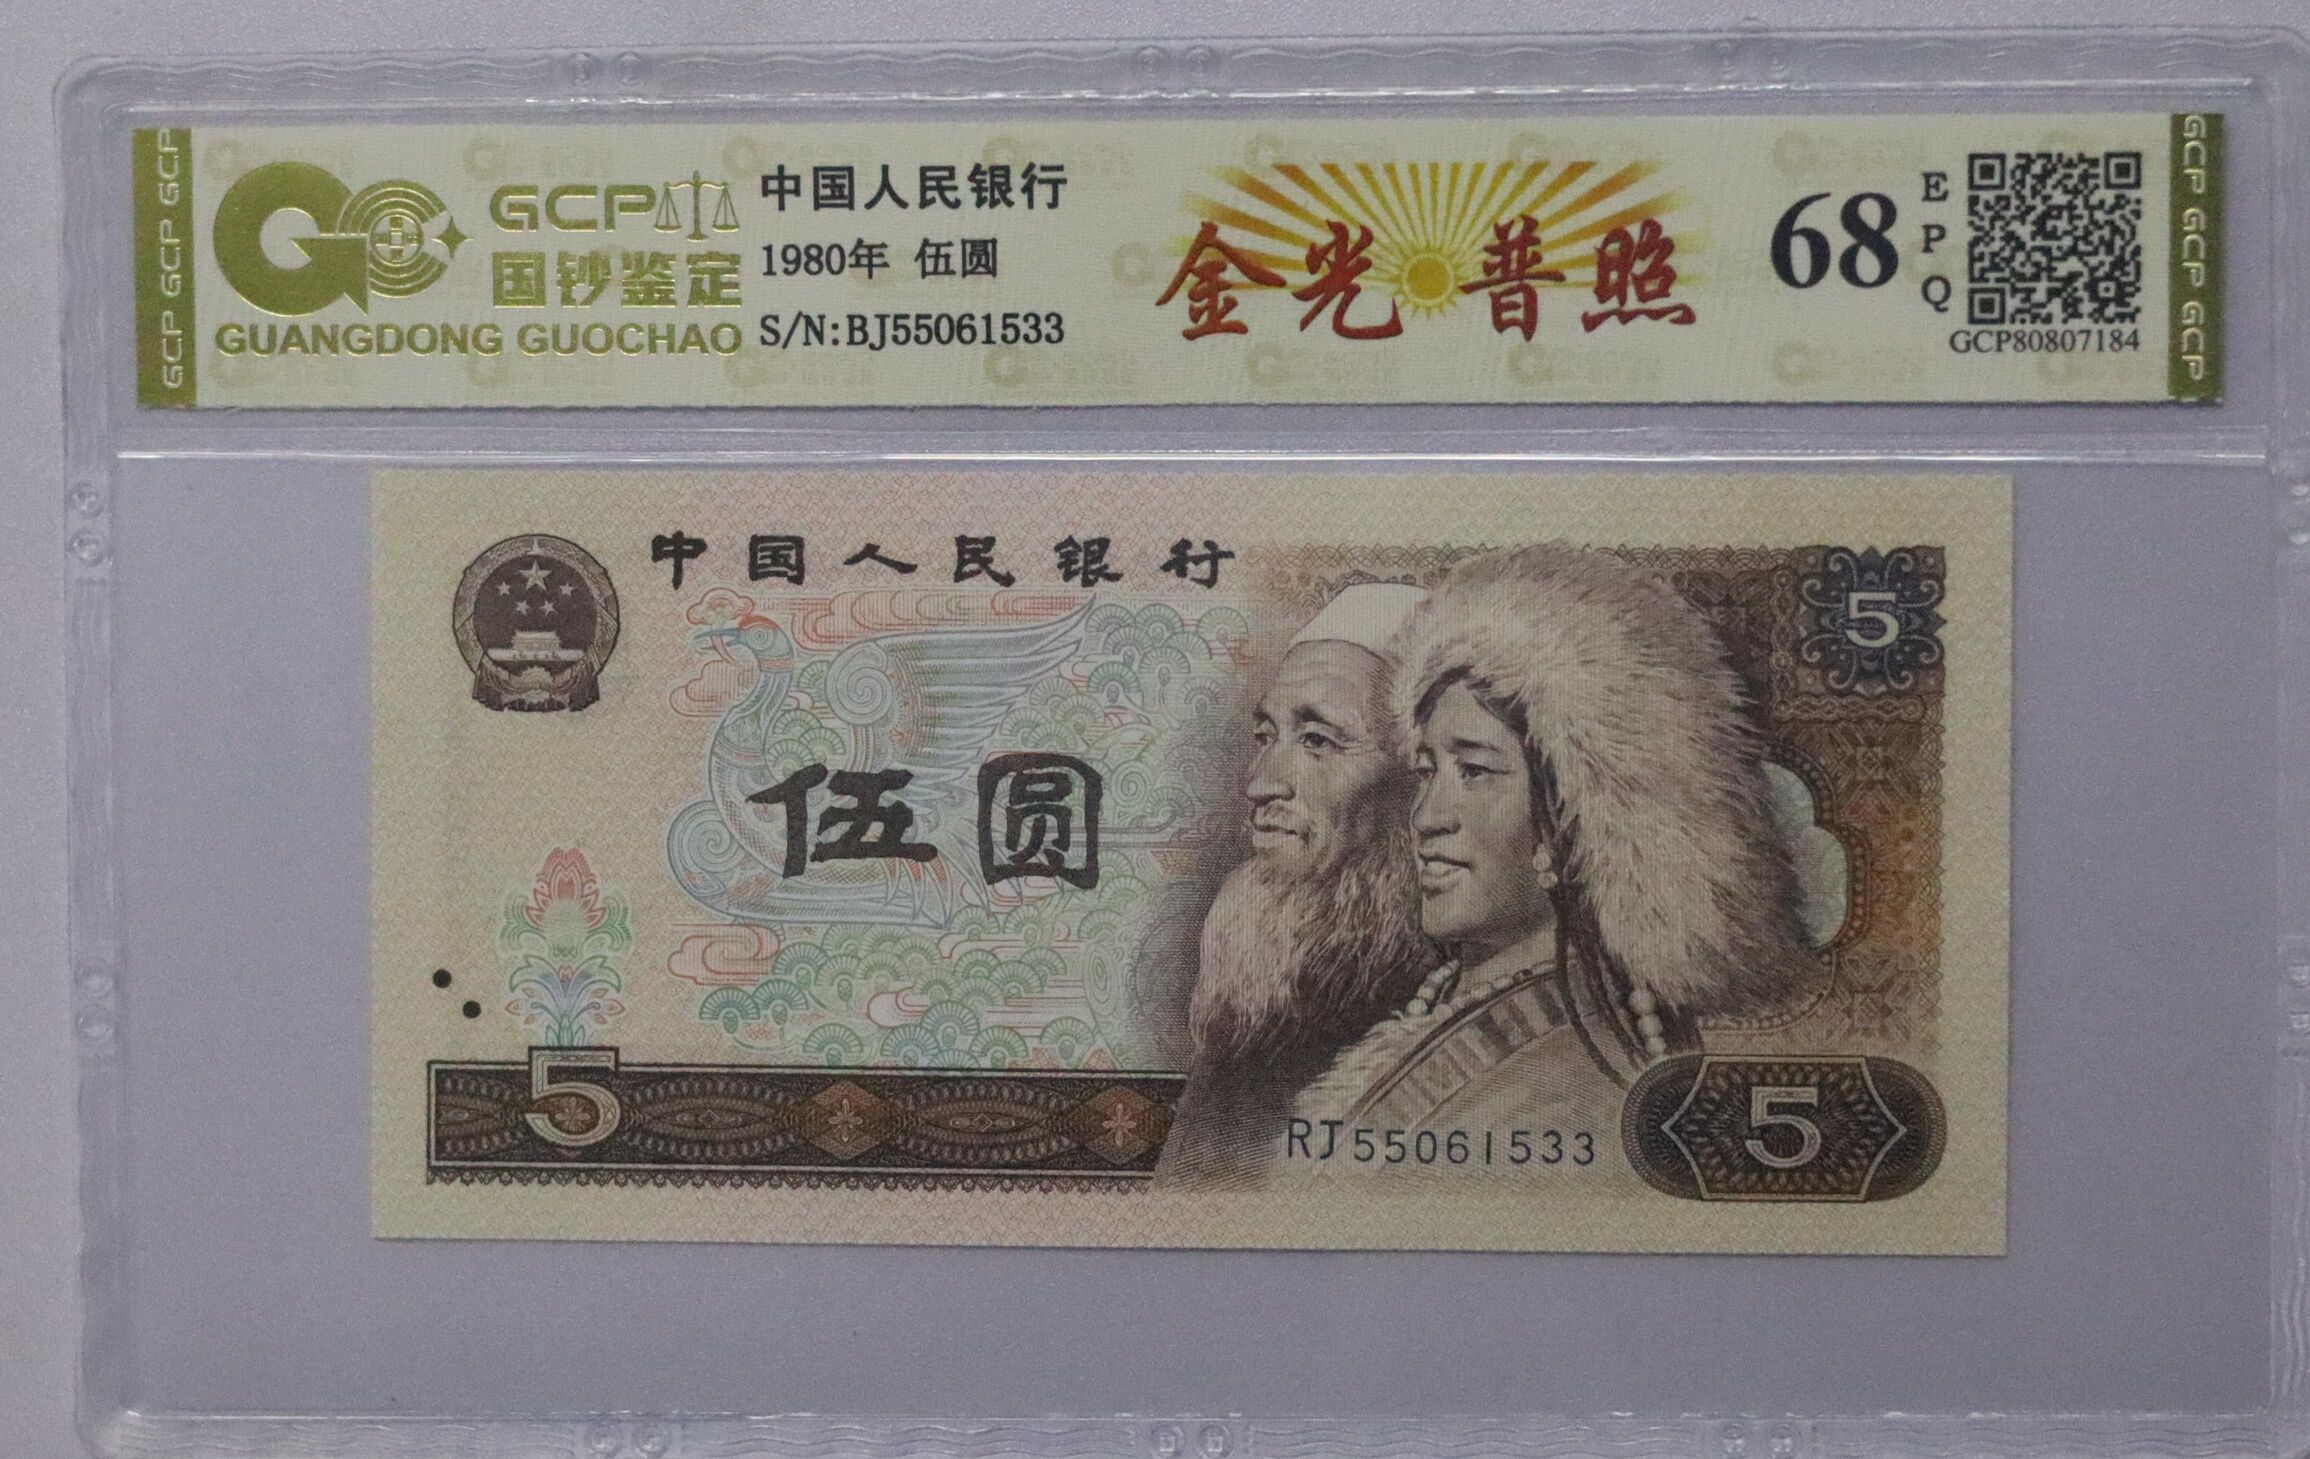 GCP GCP GCP
GCP
国钞鉴定
GUANGDONG GUOCHAO
中国人民银行
1980年 伍圆
S/N:BJ55061533
金光普照
68
EPQ
GCP80807184
GCP GCP GCP
中国人民银行
5
伍圆
5
RJ55061533
5